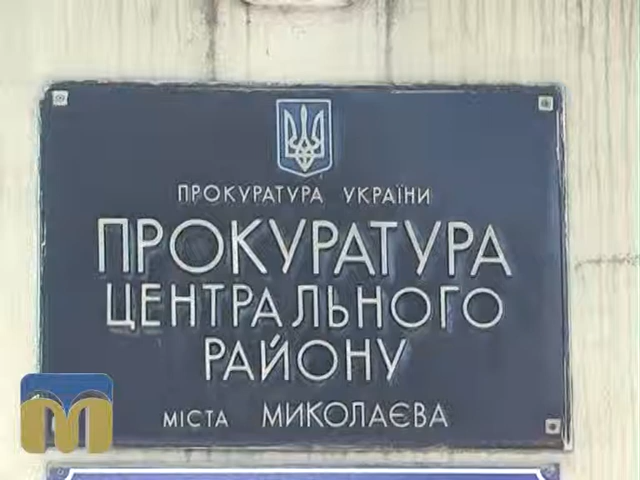 ПРОКУРАТУРА УКРАЇНИ
ПРОКУРАТУРА
ЦЕНТРАЛЬНОГО
РАЙОНУ
МІСТА МИКОЛАЄВА